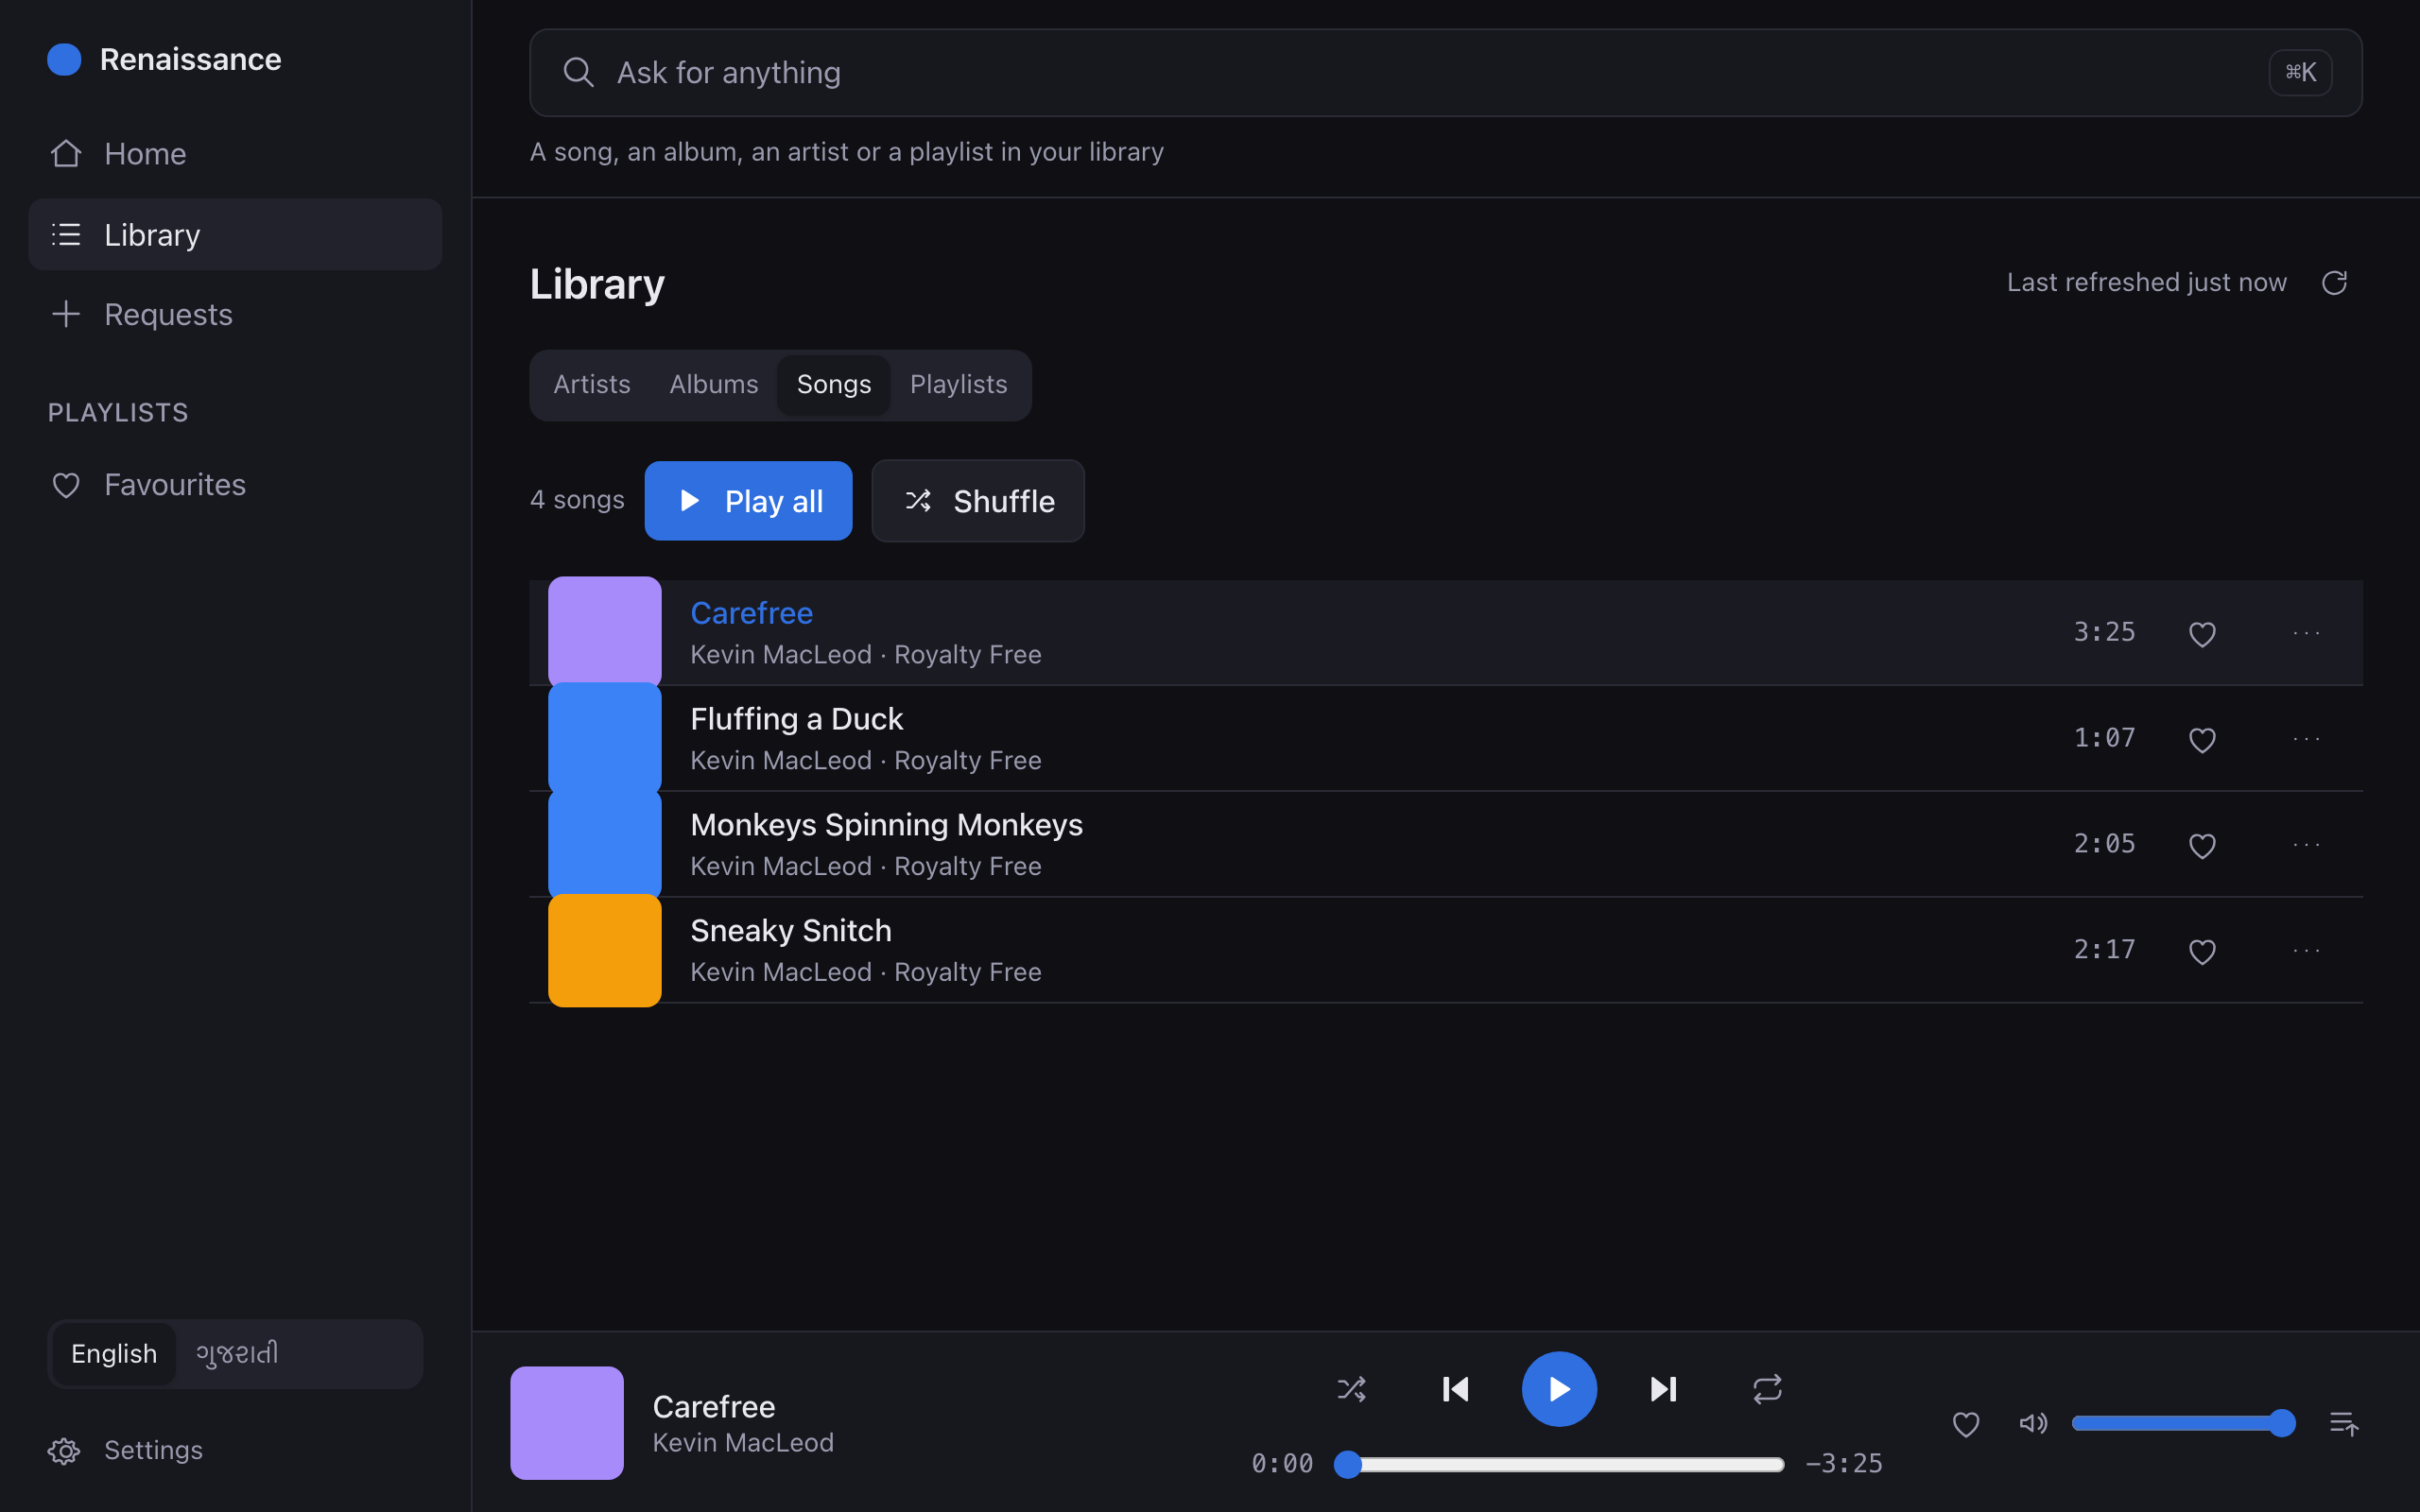 Renaissance
Home
Library
Requests
PLAYLISTS
Favourites
English ગુજરાતી
Settings
Ask for anything ⌘K
A song, an album, an artist or a playlist in your library
Library
Last refreshed just now
Artists Albums Songs Playlists
4 songs Play all Shuffle
Carefree
Kevin MacLeod · Royalty Free
3:25
Fluffing a Duck
Kevin MacLeod · Royalty Free
1:07
Monkeys Spinning Monkeys
Kevin MacLeod · Royalty Free
2:05
Sneaky Snitch
Kevin MacLeod · Royalty Free
2:17
Carefree
Kevin MacLeod
0:00 −3:25